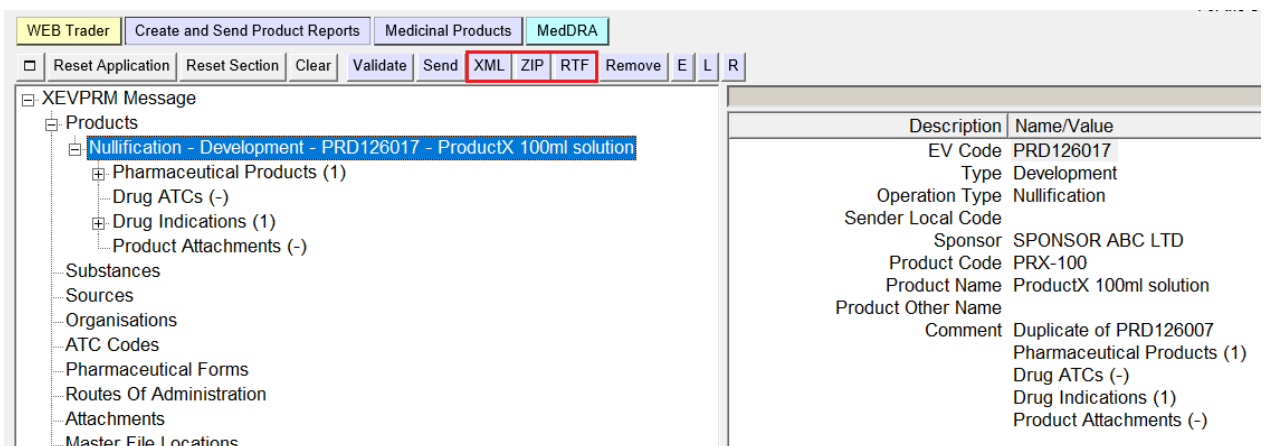 WEB Trader Create and Send Product Reports Medicinal Products MedDRA
Reset Application Reset Section Clear Validate Send XML ZIP RTF Remove E L R
XEVPRM Message
Products
Nullification - Development - PRD126017 - ProductX 100ml solution
Pharmaceutical Products (1)
Drug ATCs (-)
Drug Indications (1)
Product Attachments (-)
Substances
Sources
Organisations
ATC Codes
Pharmaceutical Forms
Routes Of Administration
Attachments
Master File Locations
Description Name/Value
EV Code PRD126017
Type Development
Operation Type Nullification
Sender Local Code
Sponsor SPONSOR ABC LTD
Product Code PRX-100
Product Name ProductX 100ml solution
Product Other Name
Comment Duplicate of PRD126007
Pharmaceutical Products (1)
Drug ATCs (-)
Drug Indications (1)
Product Attachments (-)